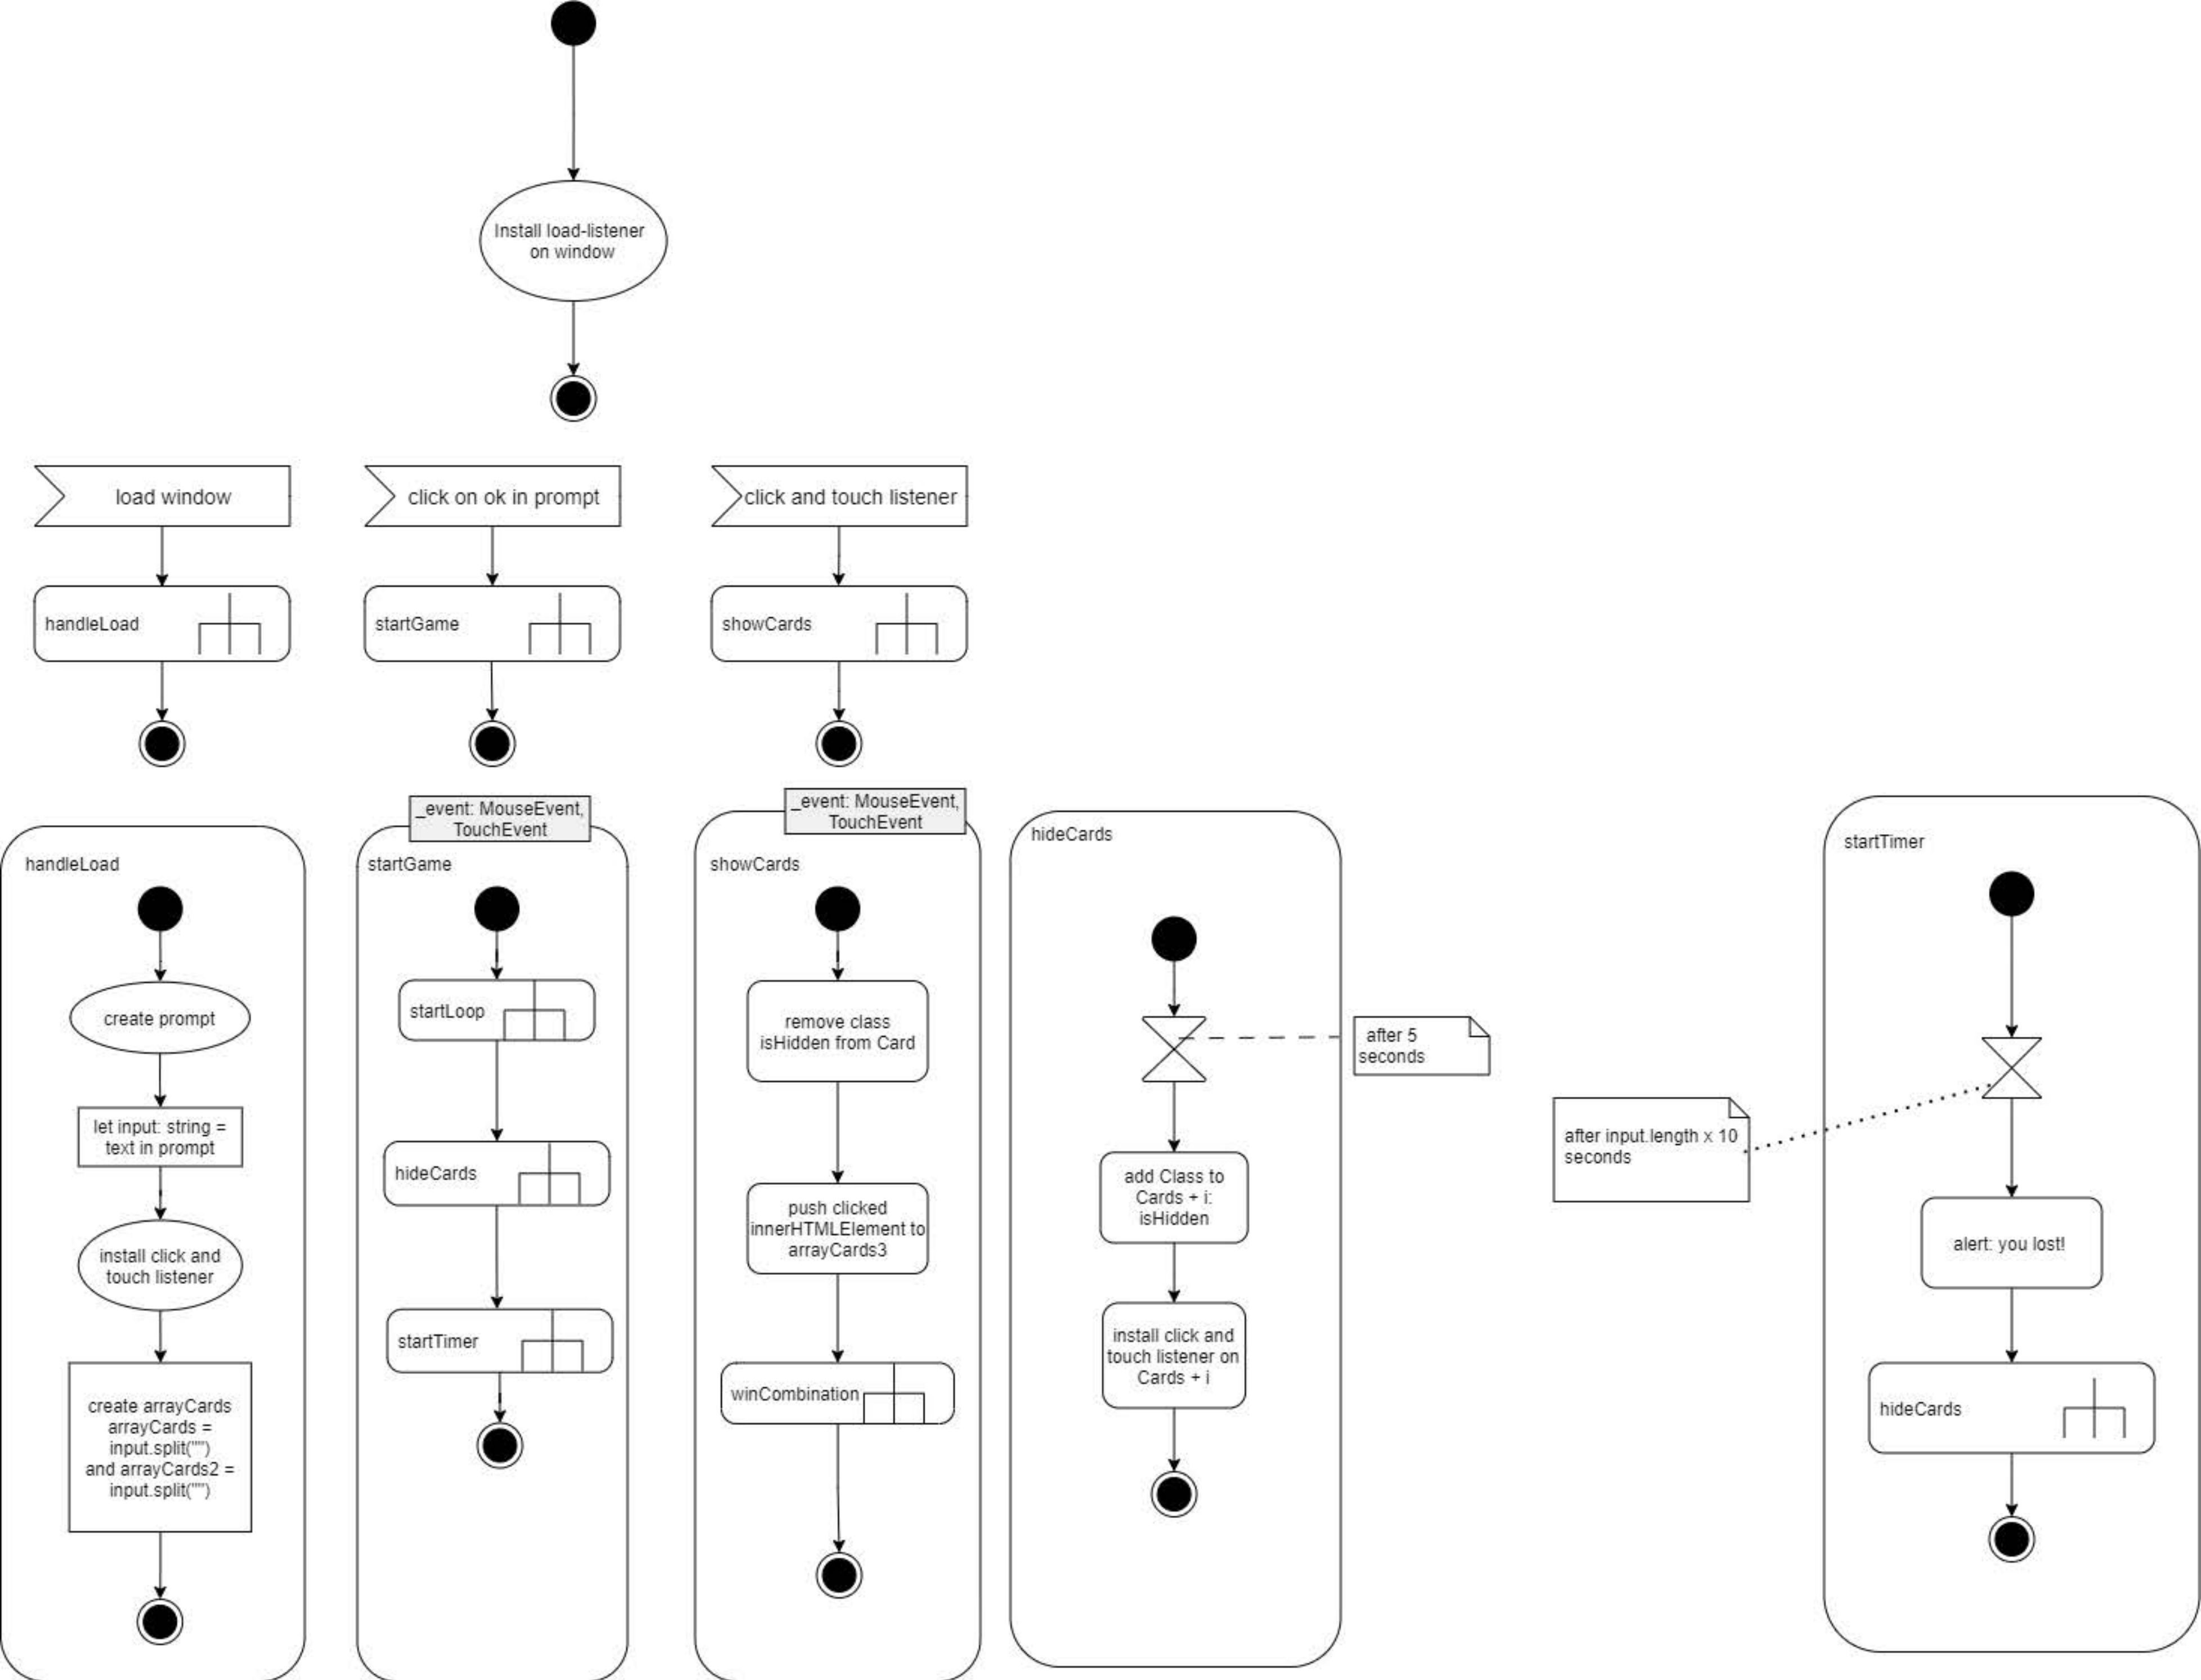 Install load-listener
on window
load window
click on ok in prompt
click and touch listener
handleLoad
startGame
showCards
handleLoad
create prompt
let input: string =
text in prompt
install click and
touch listener
create arrayCards
arrayCards =
input.split("")
and arrayCards2 =
input.split("")
_event: MouseEvent,
TouchEvent
startGame
startLoop
hideCards
startTimer
_event: MouseEvent,
TouchEvent
showCards
remove class
isHidden from Card
push clicked
innerHTMLElement to
arrayCards3
winCombination
hideCards
after 5
seconds
add Class to
Cards + i:
isHidden
install click and
touch listener on
Cards + i
startTimer
after input.length x 10
seconds
alert: you lost!
hideCards